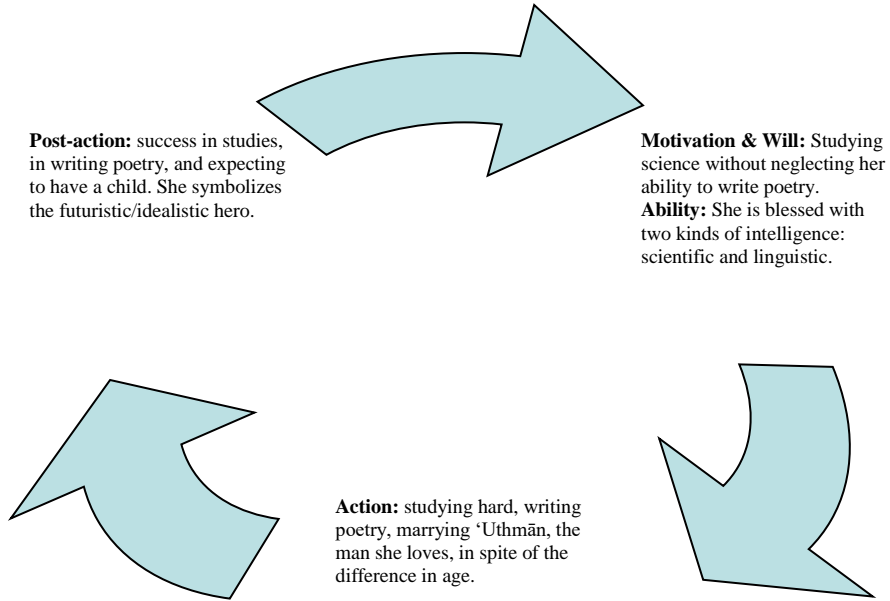 Post-action: success in studies,
in writing poetry, and expecting
to have a child. She symbolizes
the futuristic/idealistic hero.
Motivation & Will: Studying
science without neglecting her
ability to write poetry.
Ability: She is blessed with
two kinds of intelligence:
scientific and linguistic.
Action: studying hard, writing
poetry, marrying ‘Uthmān, the
man she loves, in spite of the
difference in age.